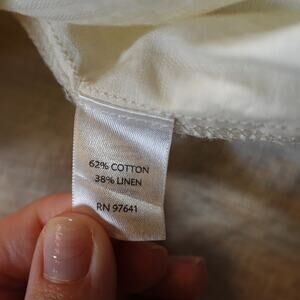 62% COTTON
38% LINEN
RN 97641